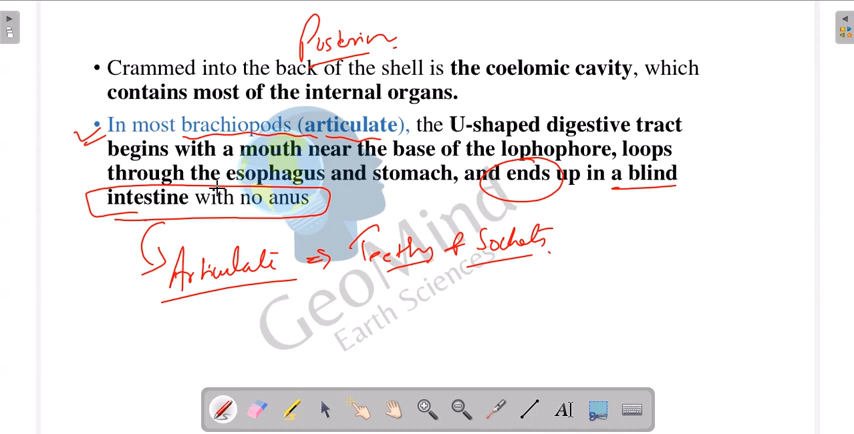 Posterior
• Crammed into the back of the shell is the coelomic cavity, which
contains most of the internal organs.
• In most brachiopods (articulate), the U-shaped digestive tract
begins with a mouth near the base of the lophophore, loops
through the esophagus and stomach, and ends up in a blind
intestine with no anus
Articulate ⇒ Teeths & Sockets.
GeoMind
Earth Sciences
AI